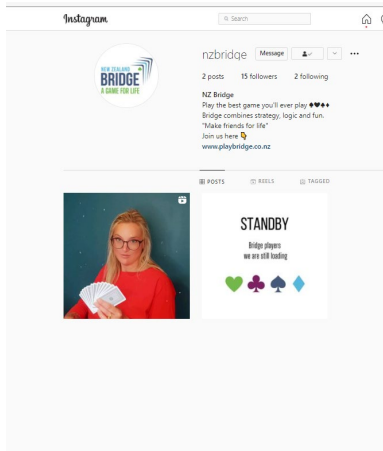 Instagram
Search
nzbridge
Message
2 posts
15 followers
2 following
NEW ZEALAND
BRIDGE
A GAME FOR LIFE
NZ Bridge
Play the best game you'll ever play ♦♥♠♣
Bridge combines strategy, logic and fun.
"Make friends for life"
Join us here 👇
www.playbridge.co.nz
POSTS
REELS
TAGGED
STANDBY
Bridge players
we are still loading